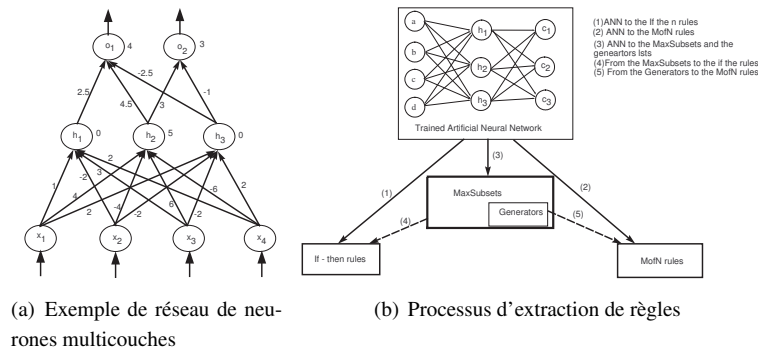 o1 4
o2 3
2.5
4.5
3
-2.5
-1
h1 0
h2 5
h3 0
1
-2
3
2
4
2
-4
-2
6
-2
-6
2
x1
x2
x3
x4
(a) Exemple de réseau de neu-
rones multicouches
a
b
c
d
h1
h2
h3
c1
c2
c3
Trained Artificial Neural Network
(1)ANN to the If the n rules
(2) ANN to the MofN rules
(3) ANN to the MaxSubsets and the
geneartors lsts
(4)From the MaxSubsets to the if the rules
(5) From the Generators to the MofN rules
(1)
(3)
(2)
MaxSubsets
Generators
(4)
(5)
If - then rules
MofN rules
(b) Processus d'extraction de règles